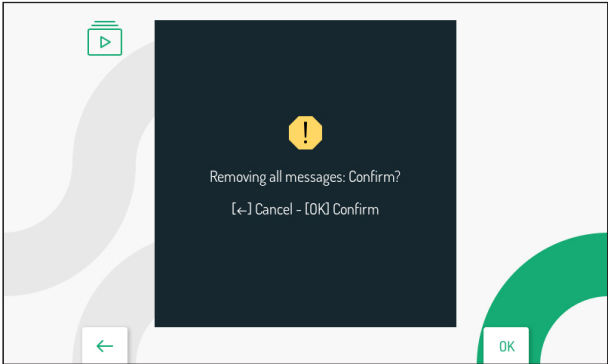 Removing all messages: Confirm?
[←] Cancel - [OK] Confirm
OK